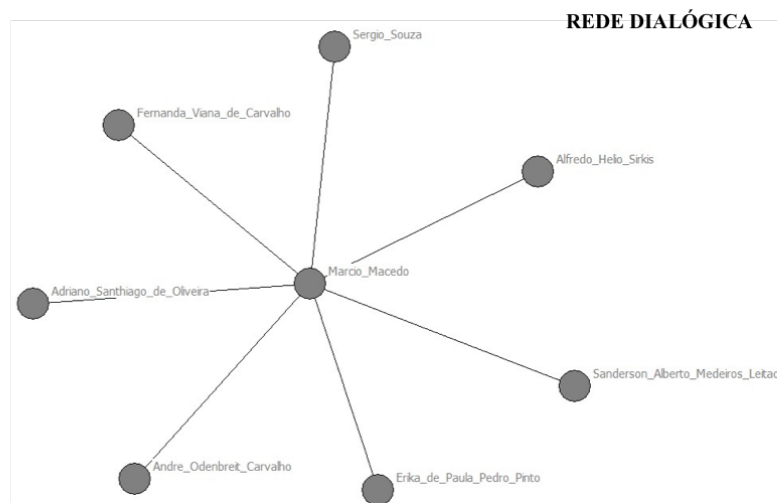 REDE DIALÓGICA
Sergio_Souza
Fernanda_Viana_de_Carvalho
Alfredo_Helio_Sirkis
Marcio_Macedo
Adriano_Santhiago_de_Oliveira
Sanderson_Alberto_Medeiros_Leitao
Andre_Odenbreit_Carvalho
Erika_de_Paula_Pedro_Pinto